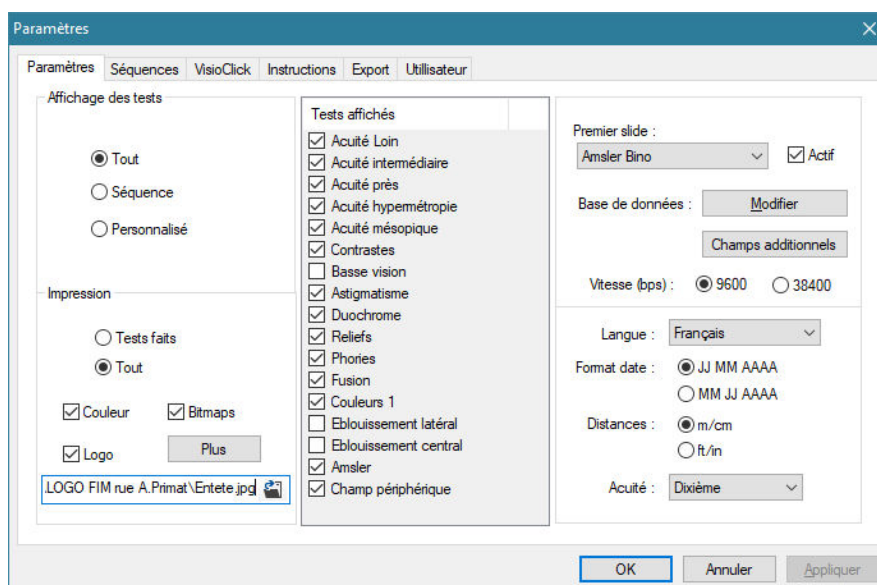 Paramètres
Paramètres Séquences VisioClick Instructions Export Utilisateur
Affichage des tests
Tout
Séquence
Personnalisé
Impression
Tests faits
Tout
Couleur Bitmaps
Logo Plus
.LOGO FIM rue A.Primat\Entete.jpg
Tests affichés
Acuité Loin
Acuité intermédiaire
Acuité près
Acuité hypermétropie
Acuité mésopique
Contrastes
Basse vision
Astigmatisme
Duochrome
Reliefs
Phories
Fusion
Couleurs 1
Eblouissement latéral
Eblouissement central
Amsler
Champ périphérique
Premier slide :
Amsler Bino Actif
Base de données : Modifier
Champs additionnels
Vitesse (bps) : 9600 38400
Langue : Français
Format date : JJ MM AAAA
MM JJ AAAA
Distances : m/cm
ft/in
Acuité : Dixième
OK Annuler Appliquer